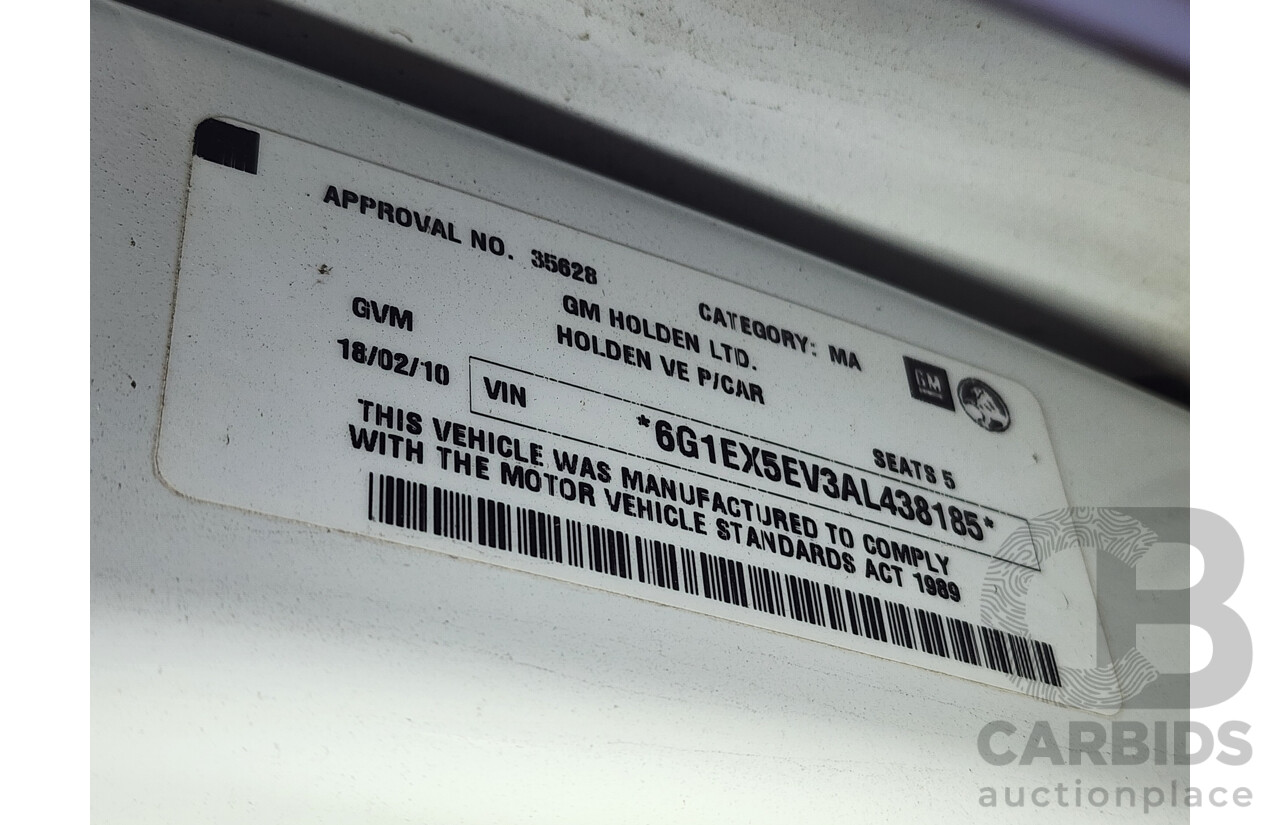 APPROVAL NO. 35628
CATEGORY: MA
GVM
GM HOLDEN LTD.
HOLDEN VE P/CAR
GM
18/02/10
SEATS 5
VIN
*6G1EX5EV3AL438185*
THIS VEHICLE WAS MANUFACTURED TO COMPLY
WITH THE MOTOR VEHICLE STANDARDS ACT 1989
CB
CARBIDS
auctionplace